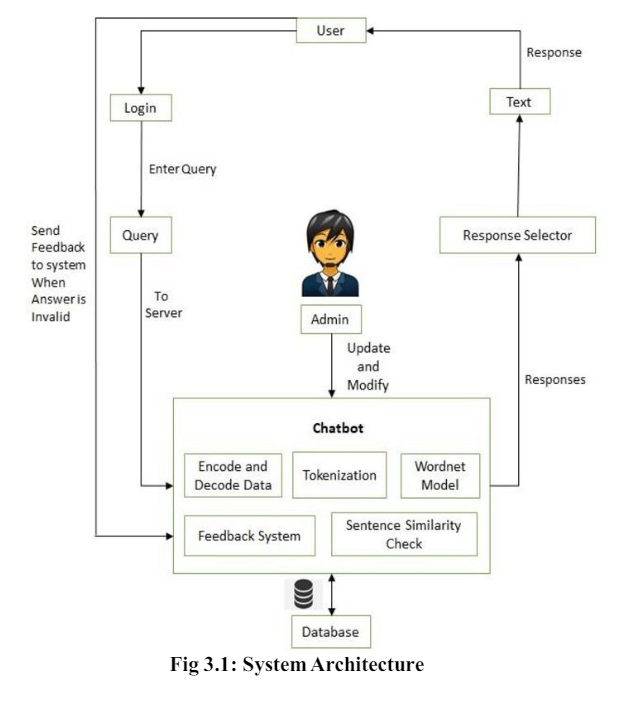 User
Response
Login
Text
Enter Query
Send
Feedback
to system
When
Answer is
Invalid
Query
Response Selector
To
Server
Admin
Update
and
Modify
Responses
Chatbot
Encode and
Decode Data
Tokenization
Wordnet
Model
Feedback System
Sentence Similarity
Check
Database
Fig 3.1: System Architecture